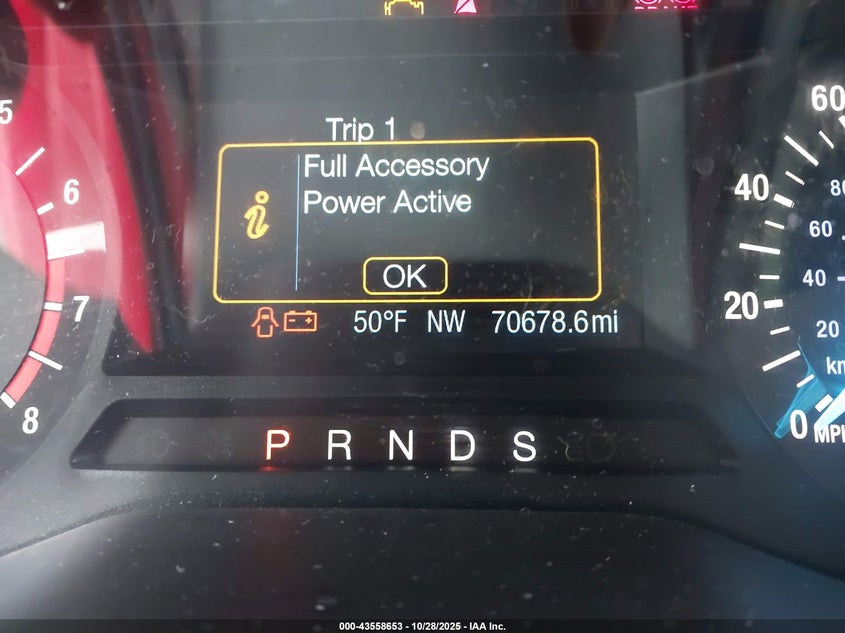 Trip 1
Full Accessory
Power Active
OK
50°F NW 70678.6mi
P R N D S
5
6
7
8
60
40
20
0 MPH
80
60
40
20
km
000-43558653 - 10/28/2025 - IAA Inc.